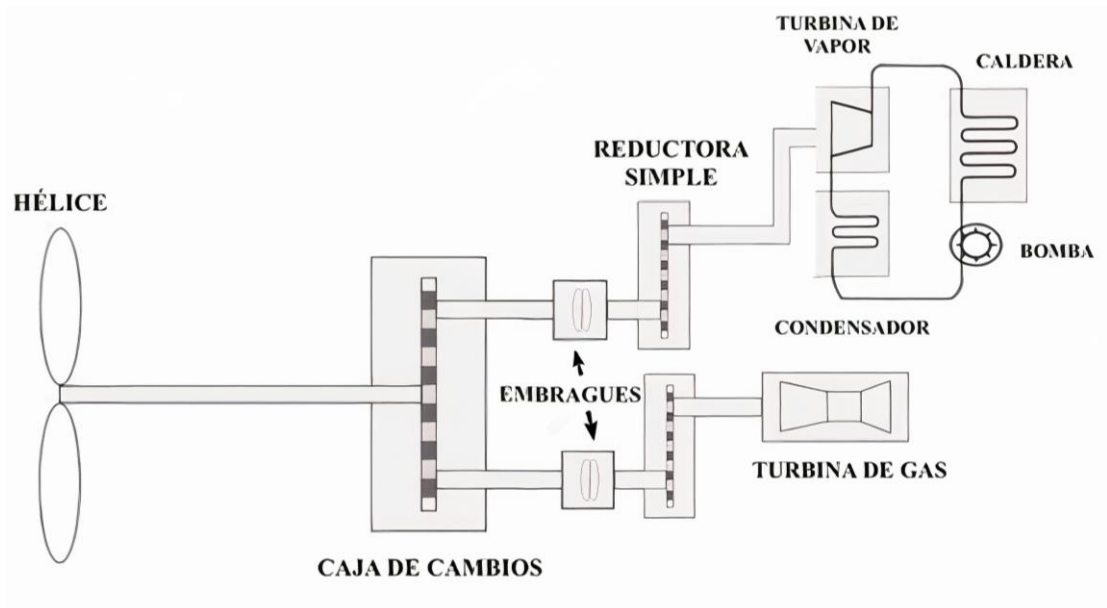 TURBINA DE
VAPOR
CALDERA
REDUCTORA
SIMPLE
HÉLICE
BOMBA
CONDENSADOR
EMBRAGUES
TURBINA DE GAS
CAJA DE CAMBIOS